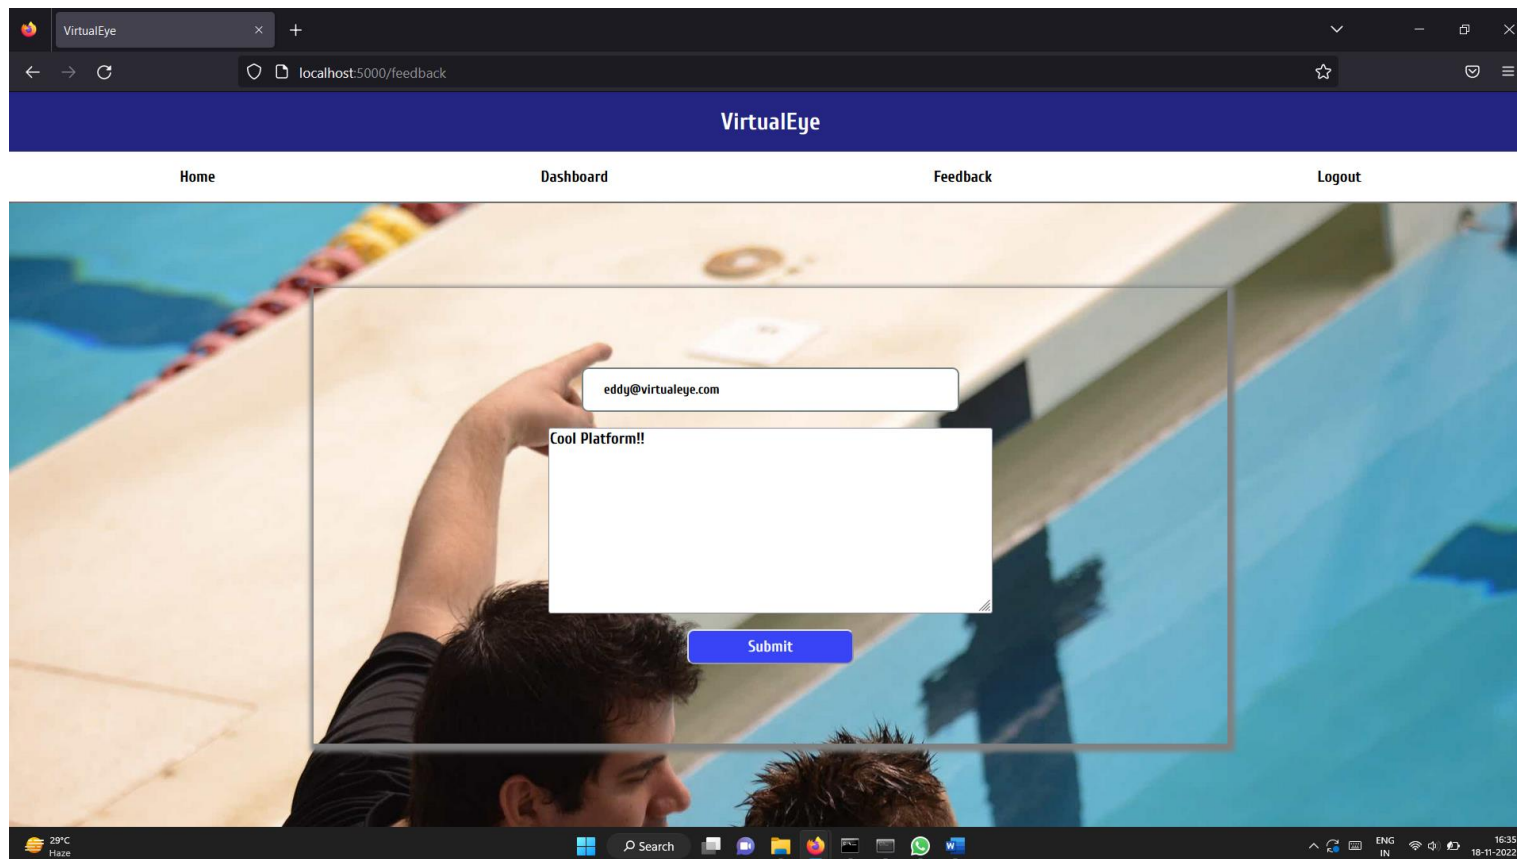 VirtualEye
localhost:5000/feedback
VirtualEye
Home Dashboard Feedback Logout
eddy@virtualeye.com
Cool Platform!!
Submit
29°C
Haze
Search
ENG
IN
16:35
18-11-2022